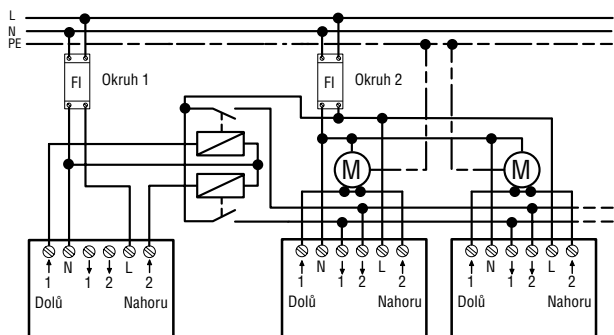 L
N
PE
FI Okruh 1
FI Okruh 2
M M
N L
1 1 2 2
Dolů Nahoru
N L
1 1 2 2
Dolů Nahoru
N L
1 1 2 2
Dolů Nahoru